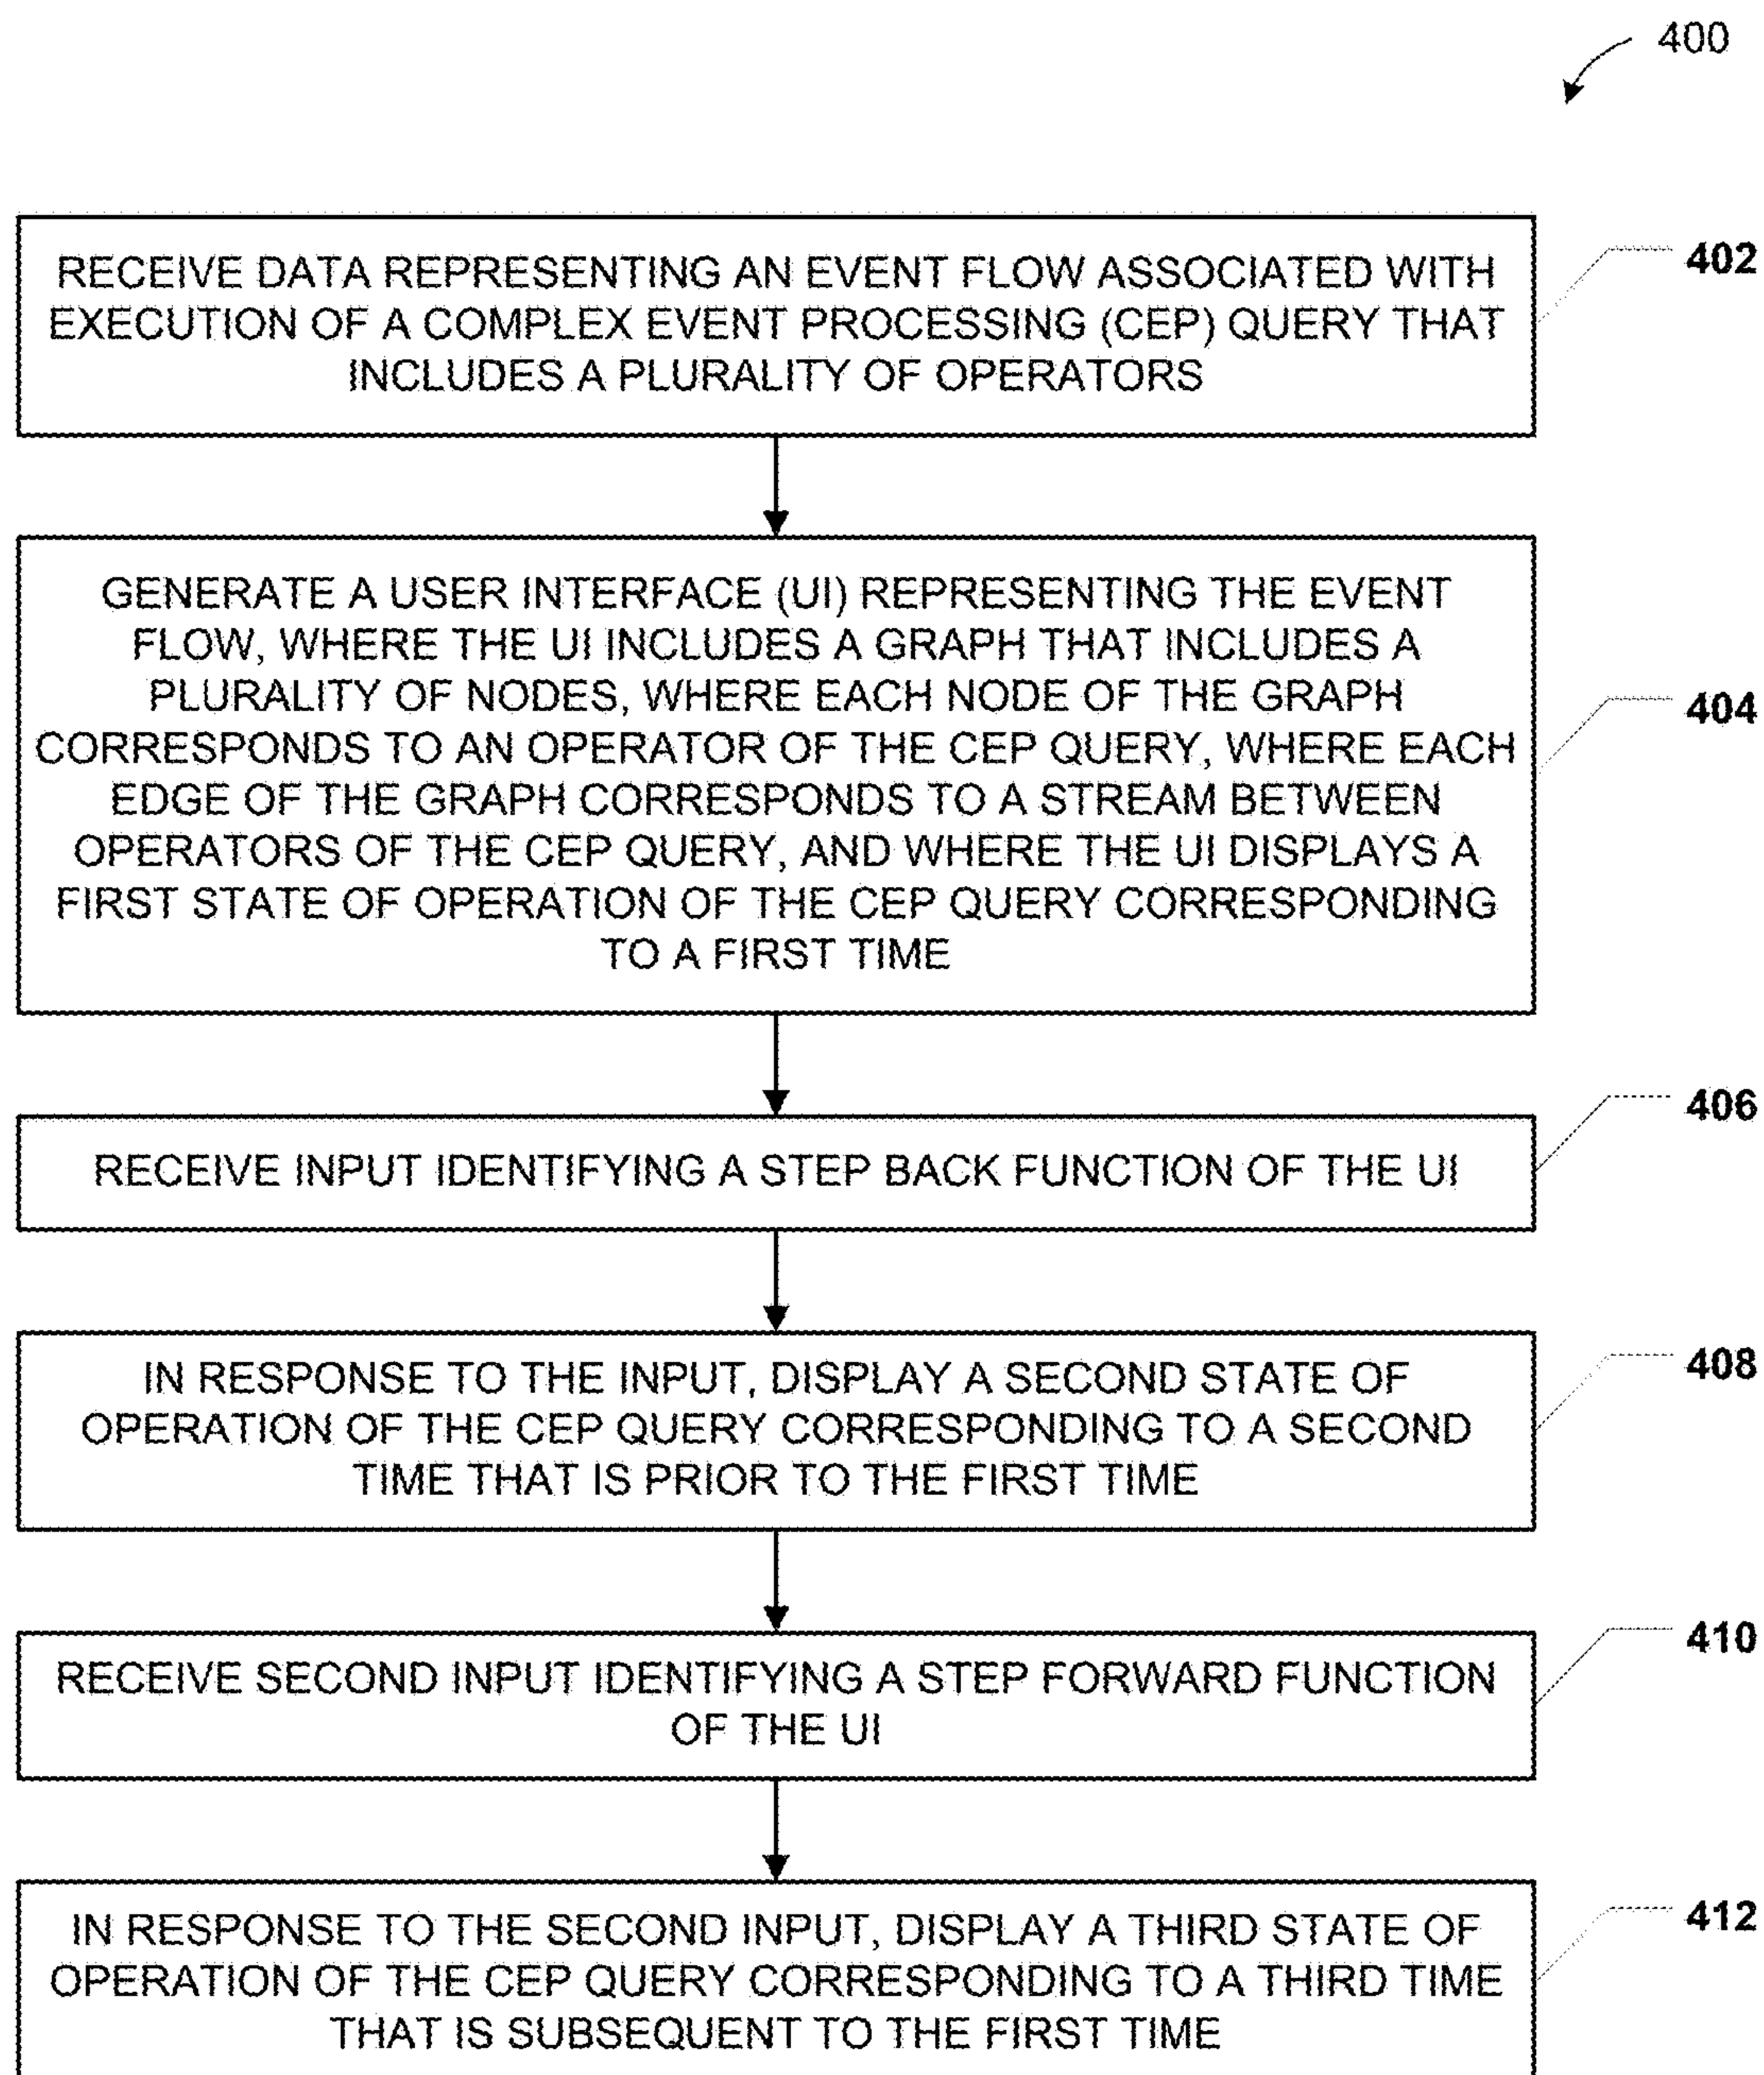 400
RECEIVE DATA REPRESENTING AN EVENT FLOW ASSOCIATED WITH
EXECUTION OF A COMPLEX EVENT PROCESSING (CEP) QUERY THAT
INCLUDES A PLURALITY OF OPERATORS
402
GENERATE A USER INTERFACE (UI) REPRESENTING THE EVENT
FLOW, WHERE THE UI INCLUDES A GRAPH THAT INCLUDES A
PLURALITY OF NODES, WHERE EACH NODE OF THE GRAPH
CORRESPONDS TO AN OPERATOR OF THE CEP QUERY, WHERE EACH
EDGE OF THE GRAPH CORRESPONDS TO A STREAM BETWEEN
OPERATORS OF THE CEP QUERY, AND WHERE THE UI DISPLAYS A
FIRST STATE OF OPERATION OF THE CEP QUERY CORRESPONDING
TO A FIRST TIME
404
RECEIVE INPUT IDENTIFYING A STEP BACK FUNCTION OF THE UI
406
IN RESPONSE TO THE INPUT, DISPLAY A SECOND STATE OF
OPERATION OF THE CEP QUERY CORRESPONDING TO A SECOND
TIME THAT IS PRIOR TO THE FIRST TIME
408
RECEIVE SECOND INPUT IDENTIFYING A STEP FORWARD FUNCTION
OF THE UI
410
IN RESPONSE TO THE SECOND INPUT, DISPLAY A THIRD STATE OF
OPERATION OF THE CEP QUERY CORRESPONDING TO A THIRD TIME
THAT IS SUBSEQUENT TO THE FIRST TIME
412